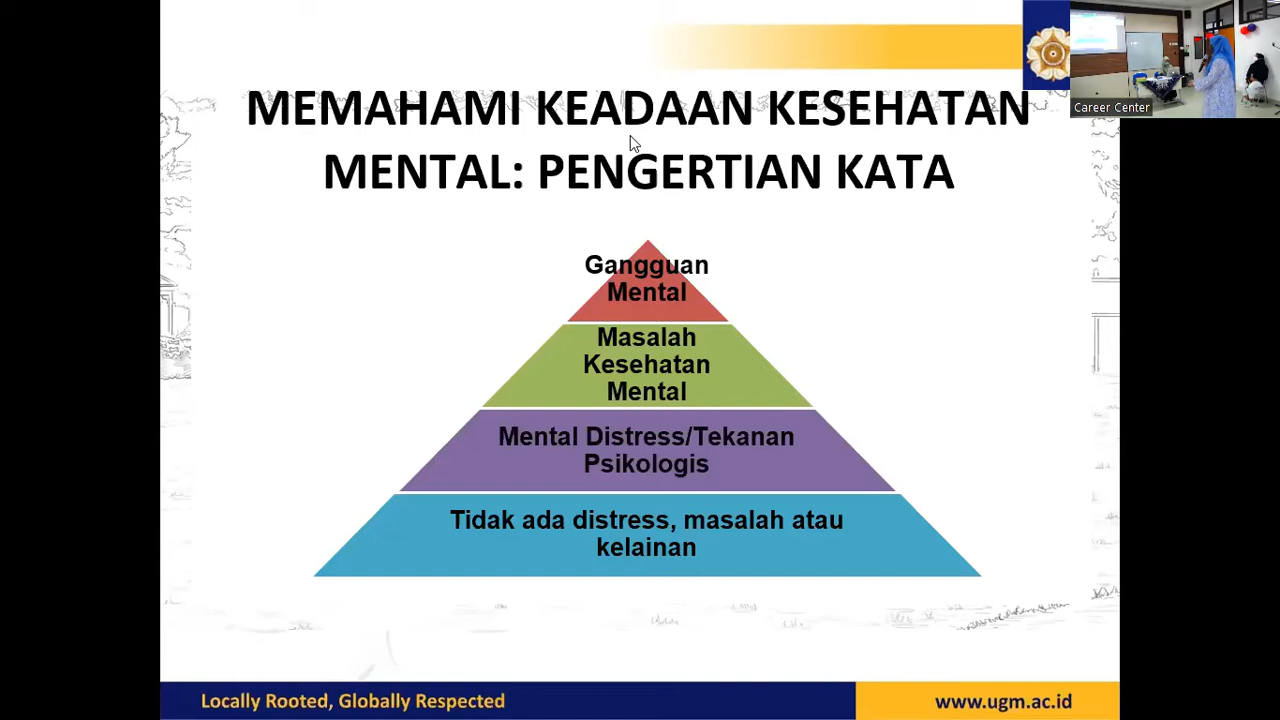 MEMAHAMI KEADAAN KESEHATAN
MENTAL: PENGERTIAN KATA
Career Center
Gangguan
Mental
Masalah
Kesehatan
Mental
Mental Distress/Tekanan
Psikologis
Tidak ada distress, masalah atau
kelainan
Locally Rooted, Globally Respected
www.ugm.ac.id